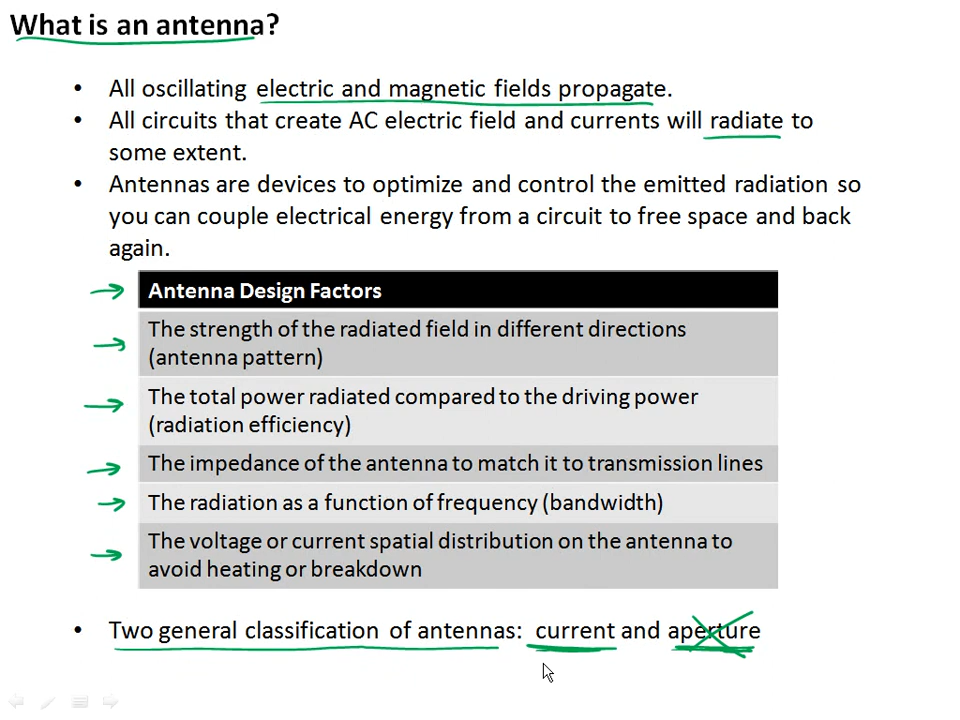 What is an antenna?
• All oscillating electric and magnetic fields propagate.
• All circuits that create AC electric field and currents will radiate to
some extent.
• Antennas are devices to optimize and control the emitted radiation so
you can couple electrical energy from a circuit to free space and back
again.
Antenna Design Factors
The strength of the radiated field in different directions
(antenna pattern)
The total power radiated compared to the driving power
(radiation efficiency)
The impedance of the antenna to match it to transmission lines
The radiation as a function of frequency (bandwidth)
The voltage or current spatial distribution on the antenna to
avoid heating or breakdown
• Two general classification of antennas: current and aperture